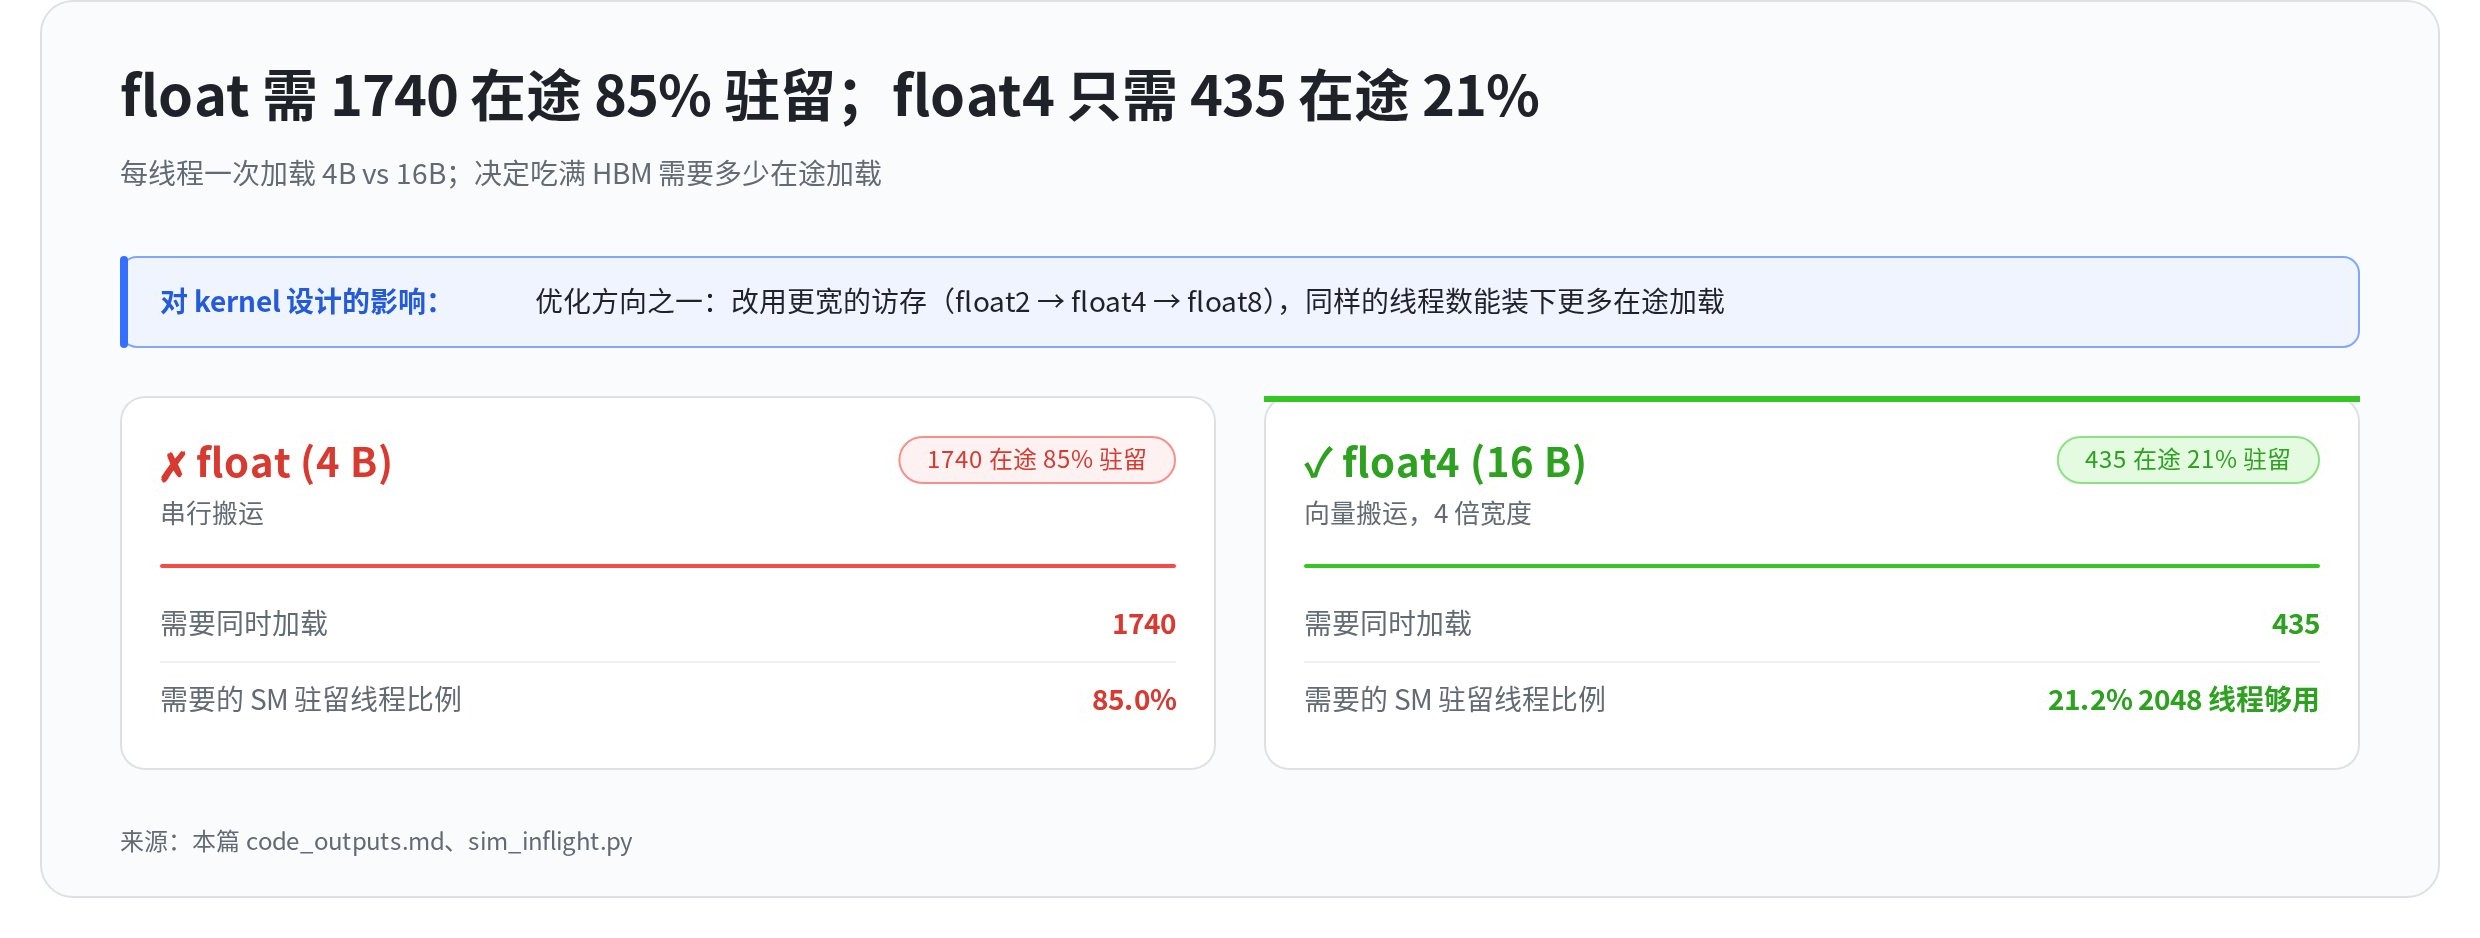 float 需 1740 在途 85% 驻留；float4 只需 435 在途 21%
每线程一次加载 4B vs 16B；决定吃满 HBM 需要多少在途加载
对 kernel 设计的影响： 优化方向之一：改用更宽的访存（float2 → float4 → float8），同样的线程数能装下更多在途加载
✗ float (4 B)
1740 在途 85% 驻留
串行搬运
需要同时加载 1740
需要的 SM 驻留线程比例 85.0%
✓ float4 (16 B)
435 在途 21% 驻留
向量搬运，4 倍宽度
需要同时加载 435
需要的 SM 驻留线程比例 21.2% 2048 线程够用
来源：本篇 code_outputs.md、sim_inflight.py